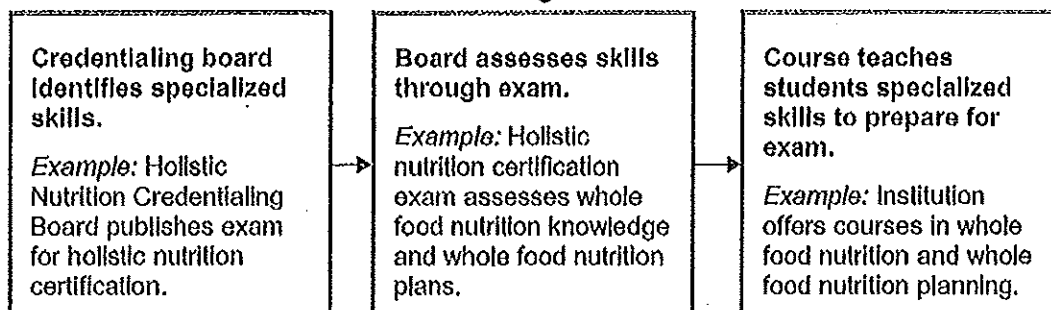 Credentialing board
identifies specialized
skills.
Example: Holistic
Nutrition Credentialing
Board publishes exam
for holistic nutrition
certification.
Board assesses skills
through exam.
Example: Holistic
nutrition certification
exam assesses whole
food nutrition knowledge
and whole food nutrition
plans.
Course teaches
students specialized
skills to prepare for
exam.
Example: Institution
offers courses in whole
food nutrition and whole
food nutrition planning.